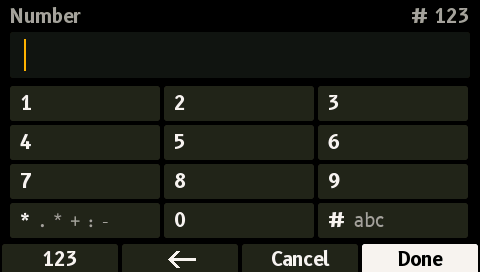 Number # 123
1 2 3
4 5 6
7 8 9
* . * + : - 0 # abc
123 ← Cancel Done